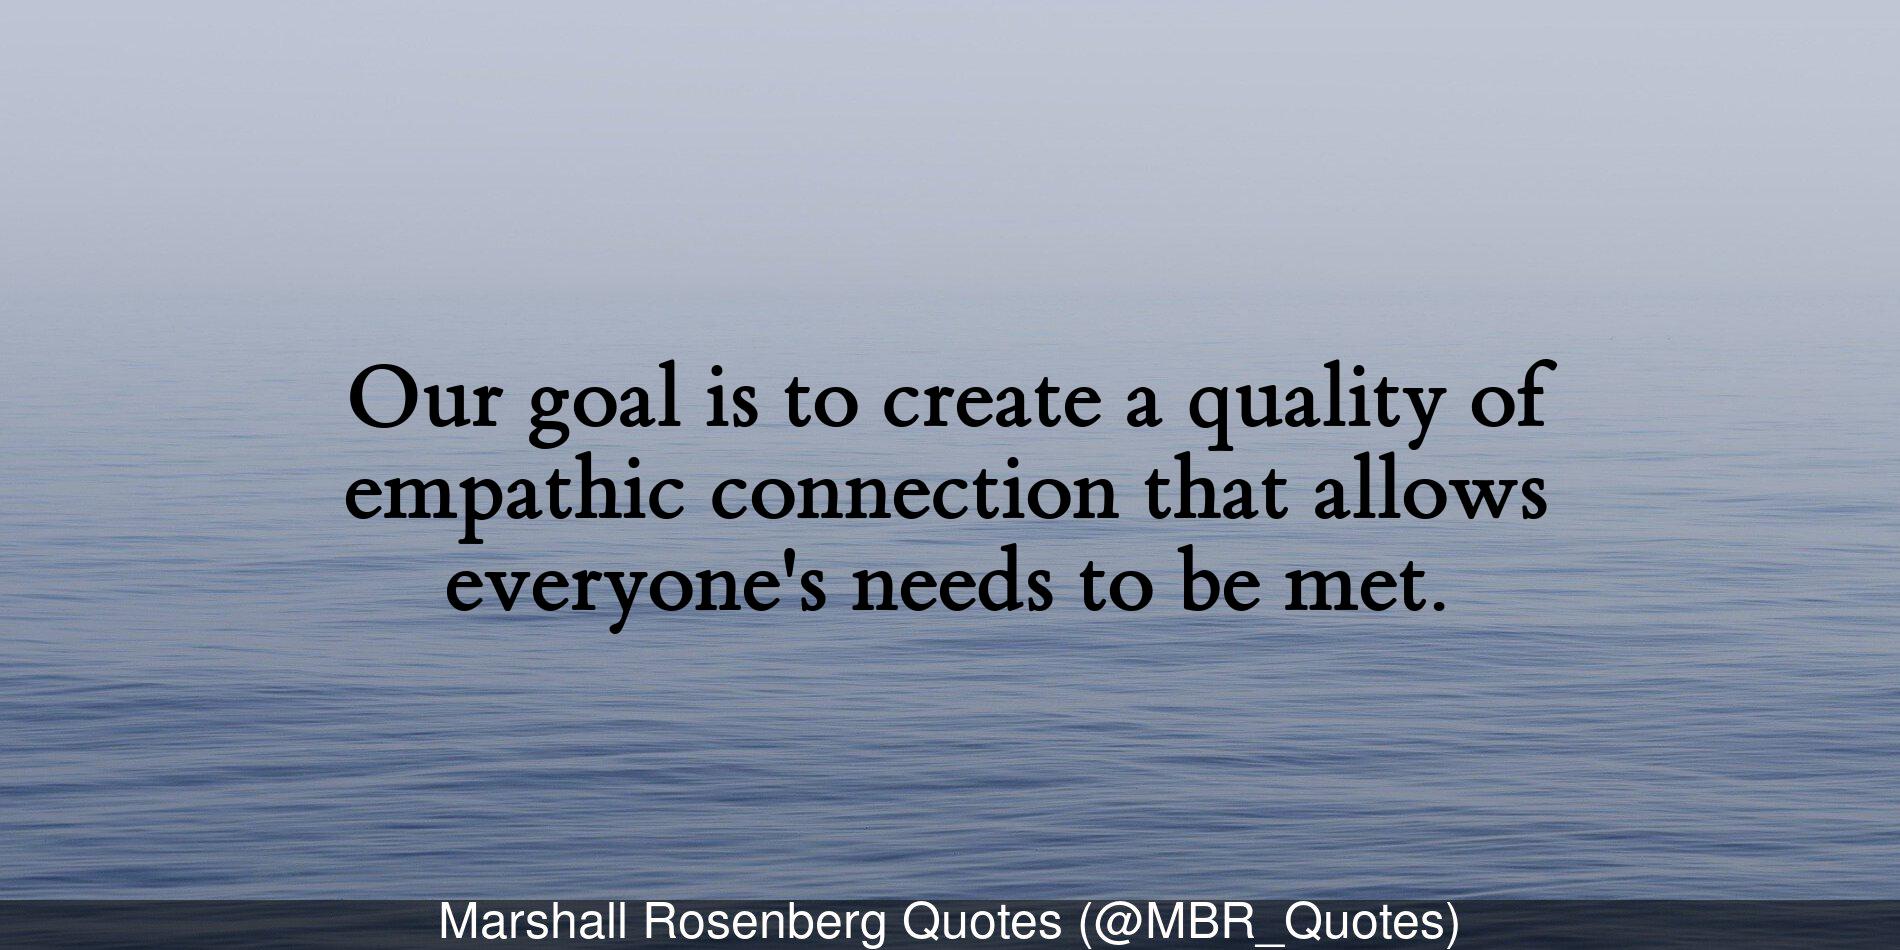 Our goal is to create a quality of
empathic connection that allows
everyone's needs to be met.
Marshall Rosenberg Quotes (@MBR_Quotes)